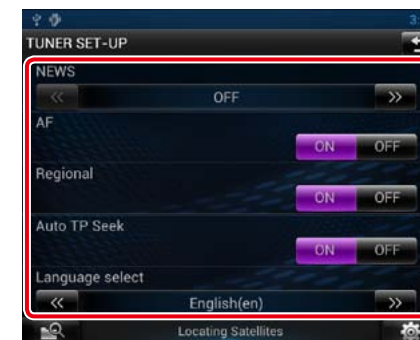 3:
TUNER SET-UP
NEWS
OFF
AF
ON OFF
Regional
ON OFF
Auto TP Seek
ON OFF
Language select
English(en)
Locating Satellites